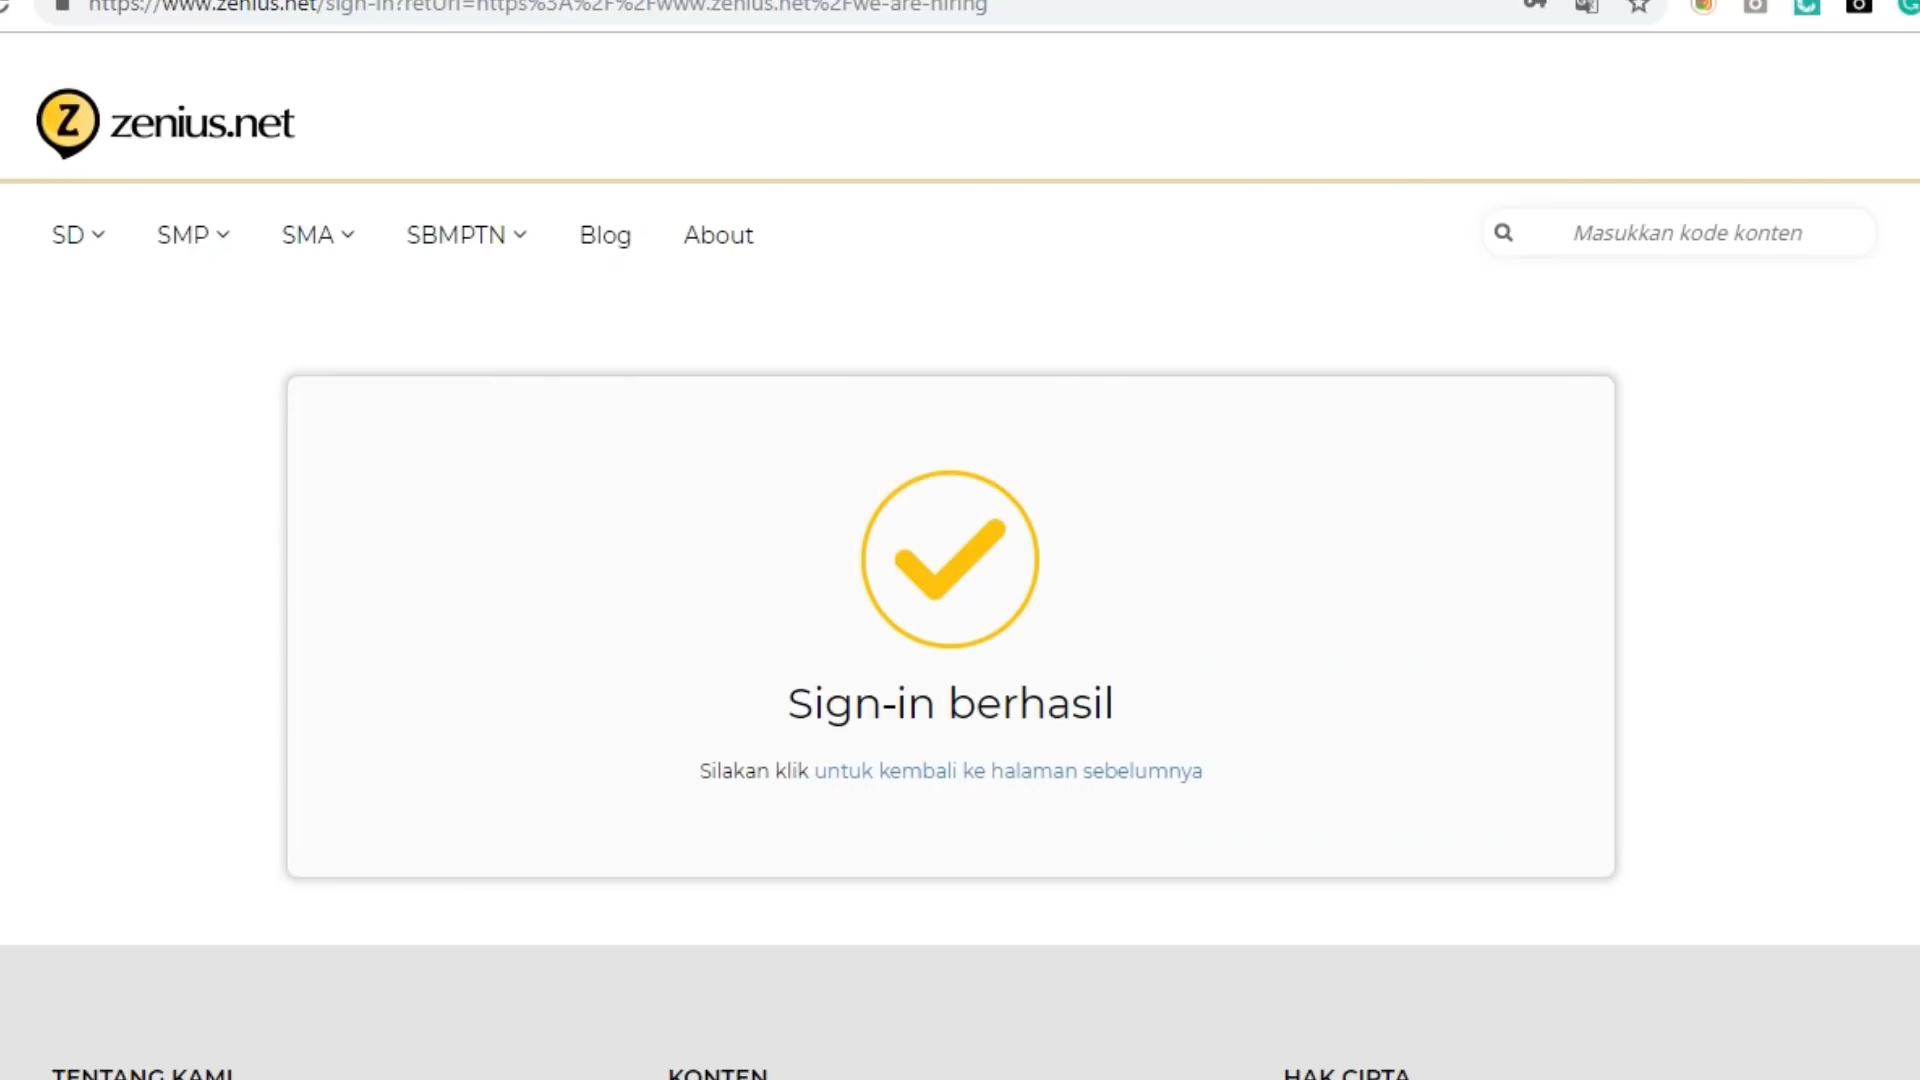 https://www.zenius.net/sign-in?retUrl=https%3A%2F%2Fwww.zenius.net%2Fwe-are-hiring
Z zenius.net
SD SMP SMA SBMPTN Blog About Masukkan kode konten
Sign-in berhasil
Silakan klik untuk kembali ke halaman sebelumnya
TENTANG KAMI KONTEN HAK CIPTA